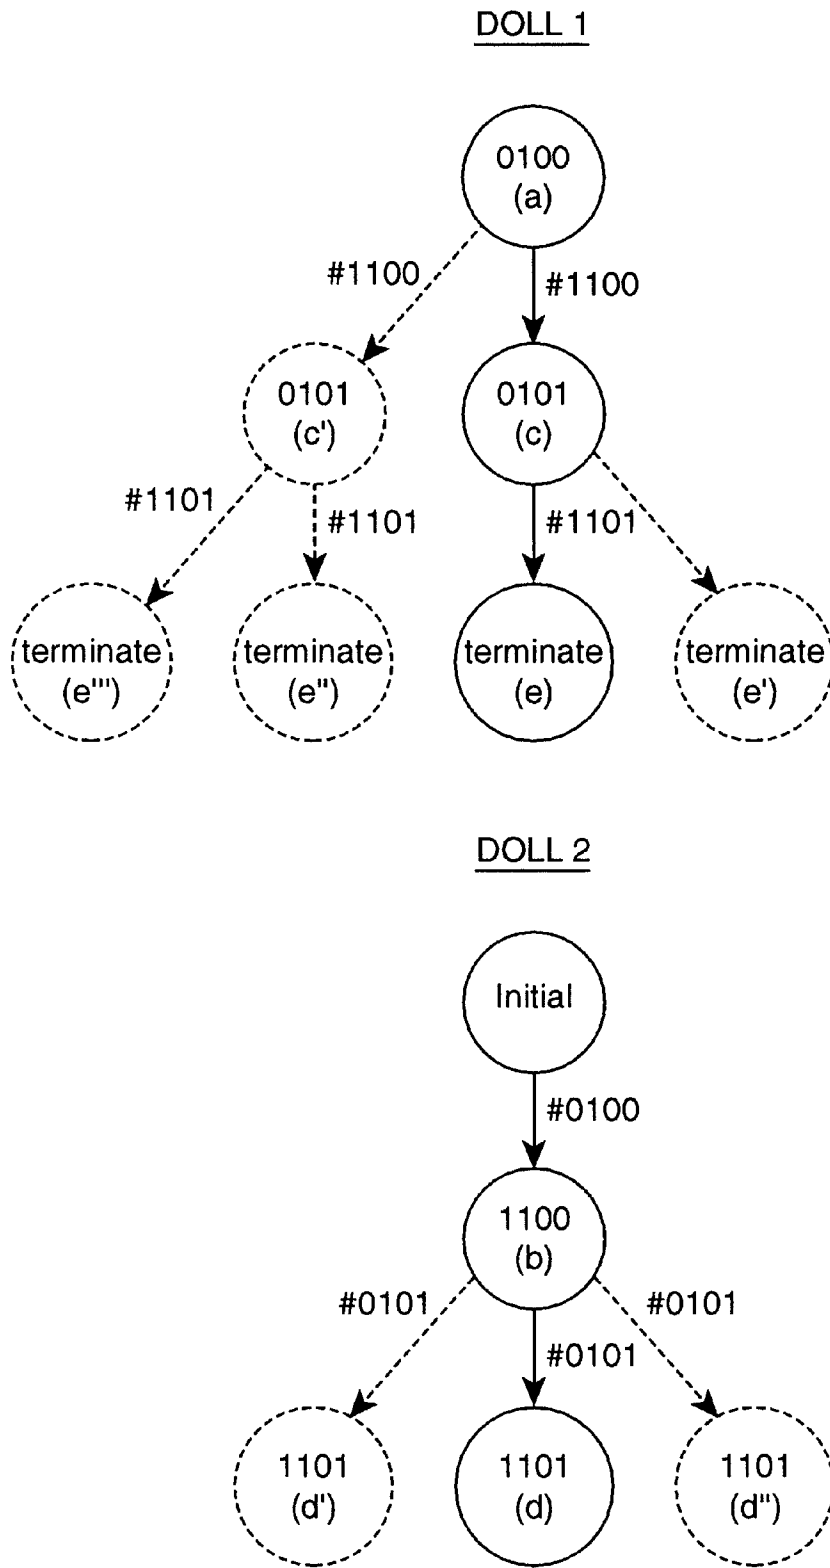 DOLL 1
0100
(a)
#1100
#1100
0101
(c')
0101
(c)
#1101
#1101
#1101
terminate
(e''')
terminate
(e'')
terminate
(e)
terminate
(e')
DOLL 2
Initial
#0100
1100
(b)
#0101
#0101
#0101
1101
(d')
1101
(d)
1101
(d'')